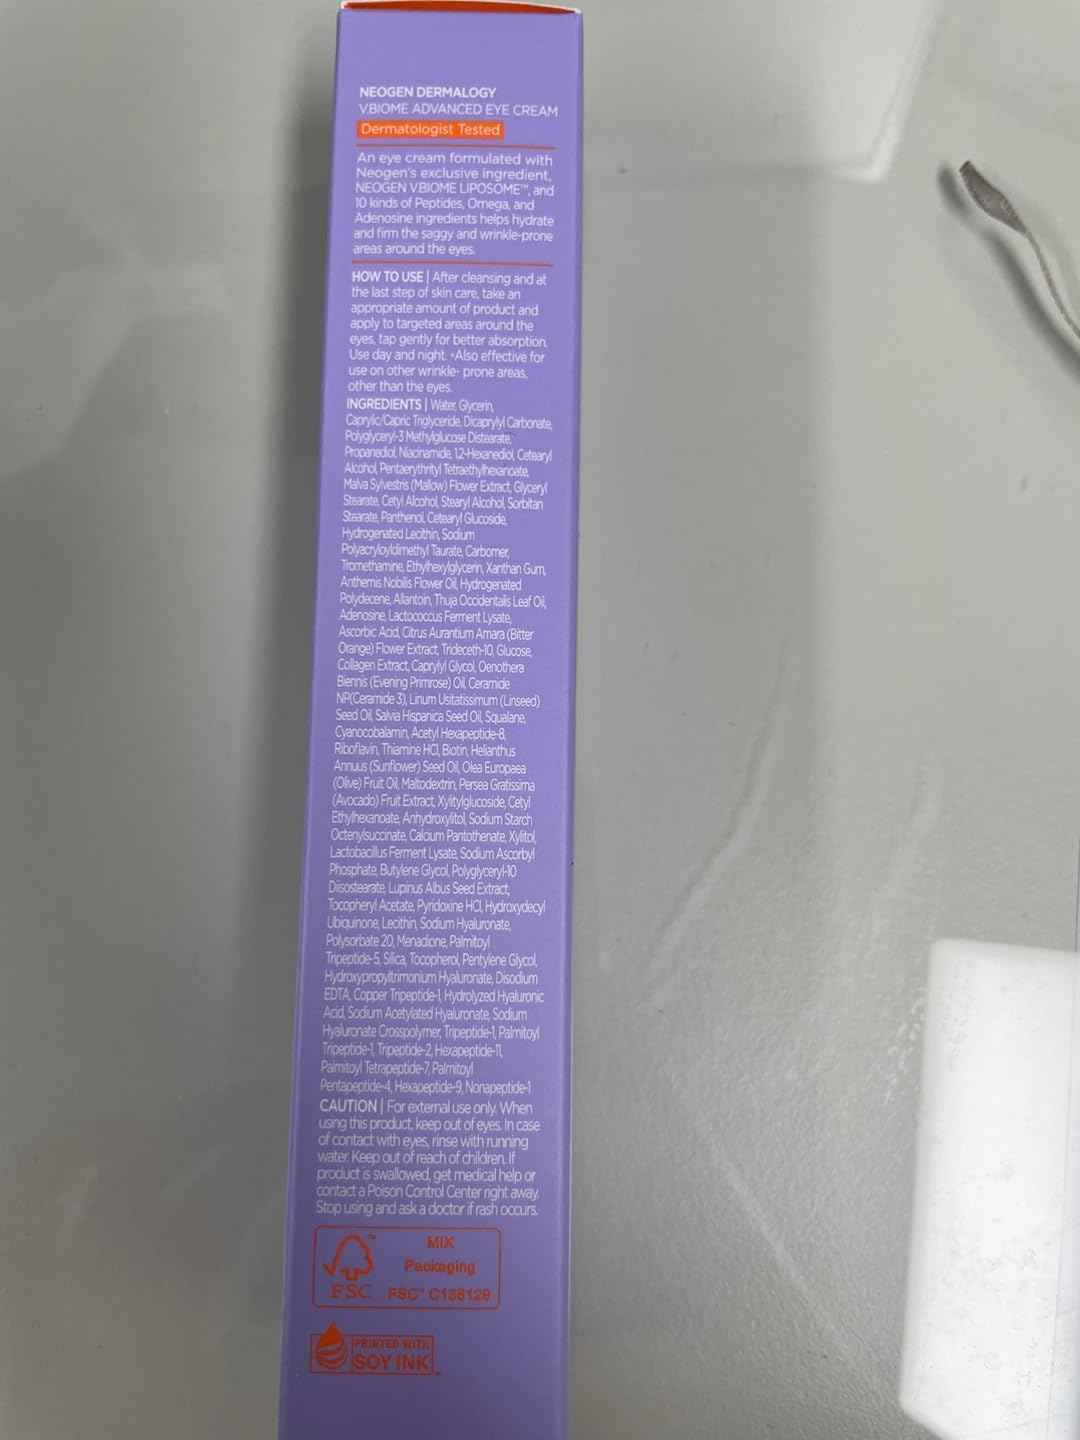 NEOGEN DERMALOGY
V.BIOME ADVANCED EYE CREAM
Dermatologist Tested
An eye cream formulated with
Neogen's exclusive ingredient,
NEOGEN V.BIOME LIPOSOME™, and
10 kinds of Peptides, Omega, and
Adenosine ingredients helps hydrate
and firm the saggy and wrinkle-prone
areas around the eyes.
HOW TO USE | After cleansing and at
the last step of skin care, take an
appropriate amount of product and
apply to targeted areas around the
eyes, tap gently for better absorption.
Use day and night. •Also effective for
use on other wrinkle- prone areas,
other than the eyes.
INGREDIENTS | Water, Glycerin,
Caprylic/Capric Triglyceride, Dicaprylyl Carbonate,
Polyglyceryl-3 Methylglucose Distearate,
Propanediol, Niacinamide, 1,2-Hexanediol, Cetearyl
Alcohol, Pentaerythrityl Tetraethylhexanoate,
Malva Sylvestris (Mallow) Flower Extract, Glyceryl
Stearate, Cetyl Alcohol, Stearyl Alcohol, Sorbitan
Stearate, Panthenol, Cetearyl Glucoside,
Hydrogenated Lecithin, Sodium
Polyacryloyldimethyl Taurate, Carbomer,
Tromethamine, Ethylhexylglycerin, Xanthan Gum,
Anthemis Nobilis Flower Oil, Hydrogenated
Polydecene, Allantoin, Thuja Occidentalis Leaf Oil,
Adenosine, Lactococcus Ferment Lysate,
Ascorbic Acid, Citrus Aurantium Amara (Bitter
Orange) Flower Extract, Trideceth-10, Glucose,
Collagen Extract, Caprylyl Glycol, Oenothera
Biennis (Evening Primrose) Oil, Ceramide
NP(Ceramide 3), Linum Usitatissimum (Linseed)
Seed Oil, Salvia Hispanica Seed Oil, Squalane,
Cyanocobalamin, Acetyl Hexapeptide-8,
Riboflavin, Thiamine HCl, Biotin, Helianthus
Annuus (Sunflower) Seed Oil, Olea Europaea
(Olive) Fruit Oil, Maltodextrin, Persea Gratissima
(Avocado) Fruit Extract, Xylitylglucoside, Cetyl
Ethylhexanoate, Anhydroxylitol, Sodium Starch
Octenylsuccinate, Calcium Pantothenate, Xylitol,
Lactobacillus Ferment Lysate, Sodium Ascorbyl
Phosphate, Butylene Glycol, Polyglyceryl-10
Diisostearate, Lupinus Albus Seed Extract,
Tocopheryl Acetate, Pyridoxine HCl, Hydroxydecyl
Ubiquinone, Lecithin, Sodium Hyaluronate,
Polysorbate 20, Menadione, Palmitoyl
Tripeptide-5, Silica, Tocopherol, Pentylene Glycol,
Hydroxypropyltrimonium Hyaluronate, Disodium
EDTA, Copper Tripeptide-1, Hydrolyzed Hyaluronic
Acid, Sodium Acetylated Hyaluronate, Sodium
Hyaluronate Crosspolymer, Tripeptide-1, Palmitoyl
Tripeptide-1, Tripeptide-2, Hexapeptide-11,
Palmitoyl Tetrapeptide-7, Palmitoyl
Pentapeptide-4, Hexapeptide-9, Nonapeptide-1
CAUTION | For external use only. When
using this product, keep out of eyes. In case
of contact with eyes, rinse with running
water. Keep out of reach of children. If
product is swallowed, get medical help or
contact a Poison Control Center right away.
Stop using and ask a doctor if rash occurs.
MIX
Packaging
FSC FSC™ C138129
PRINTED WITH
SOY INK